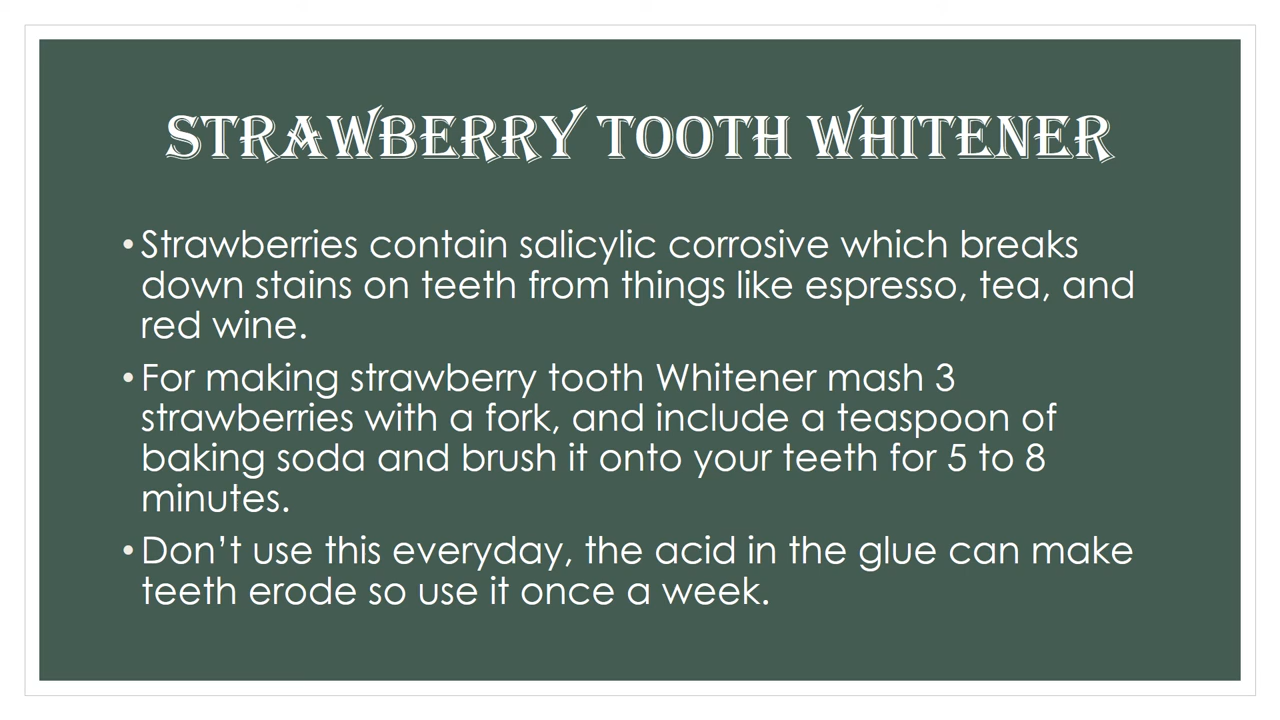 STRAWBERRY TOOTH WHITENER
• Strawberries contain salicylic corrosive which breaks
down stains on teeth from things like espresso, tea, and
red wine.
• For making strawberry tooth Whitener mash 3
strawberries with a fork, and include a teaspoon of
baking soda and brush it onto your teeth for 5 to 8
minutes.
• Don’t use this everyday, the acid in the glue can make
teeth erode so use it once a week.